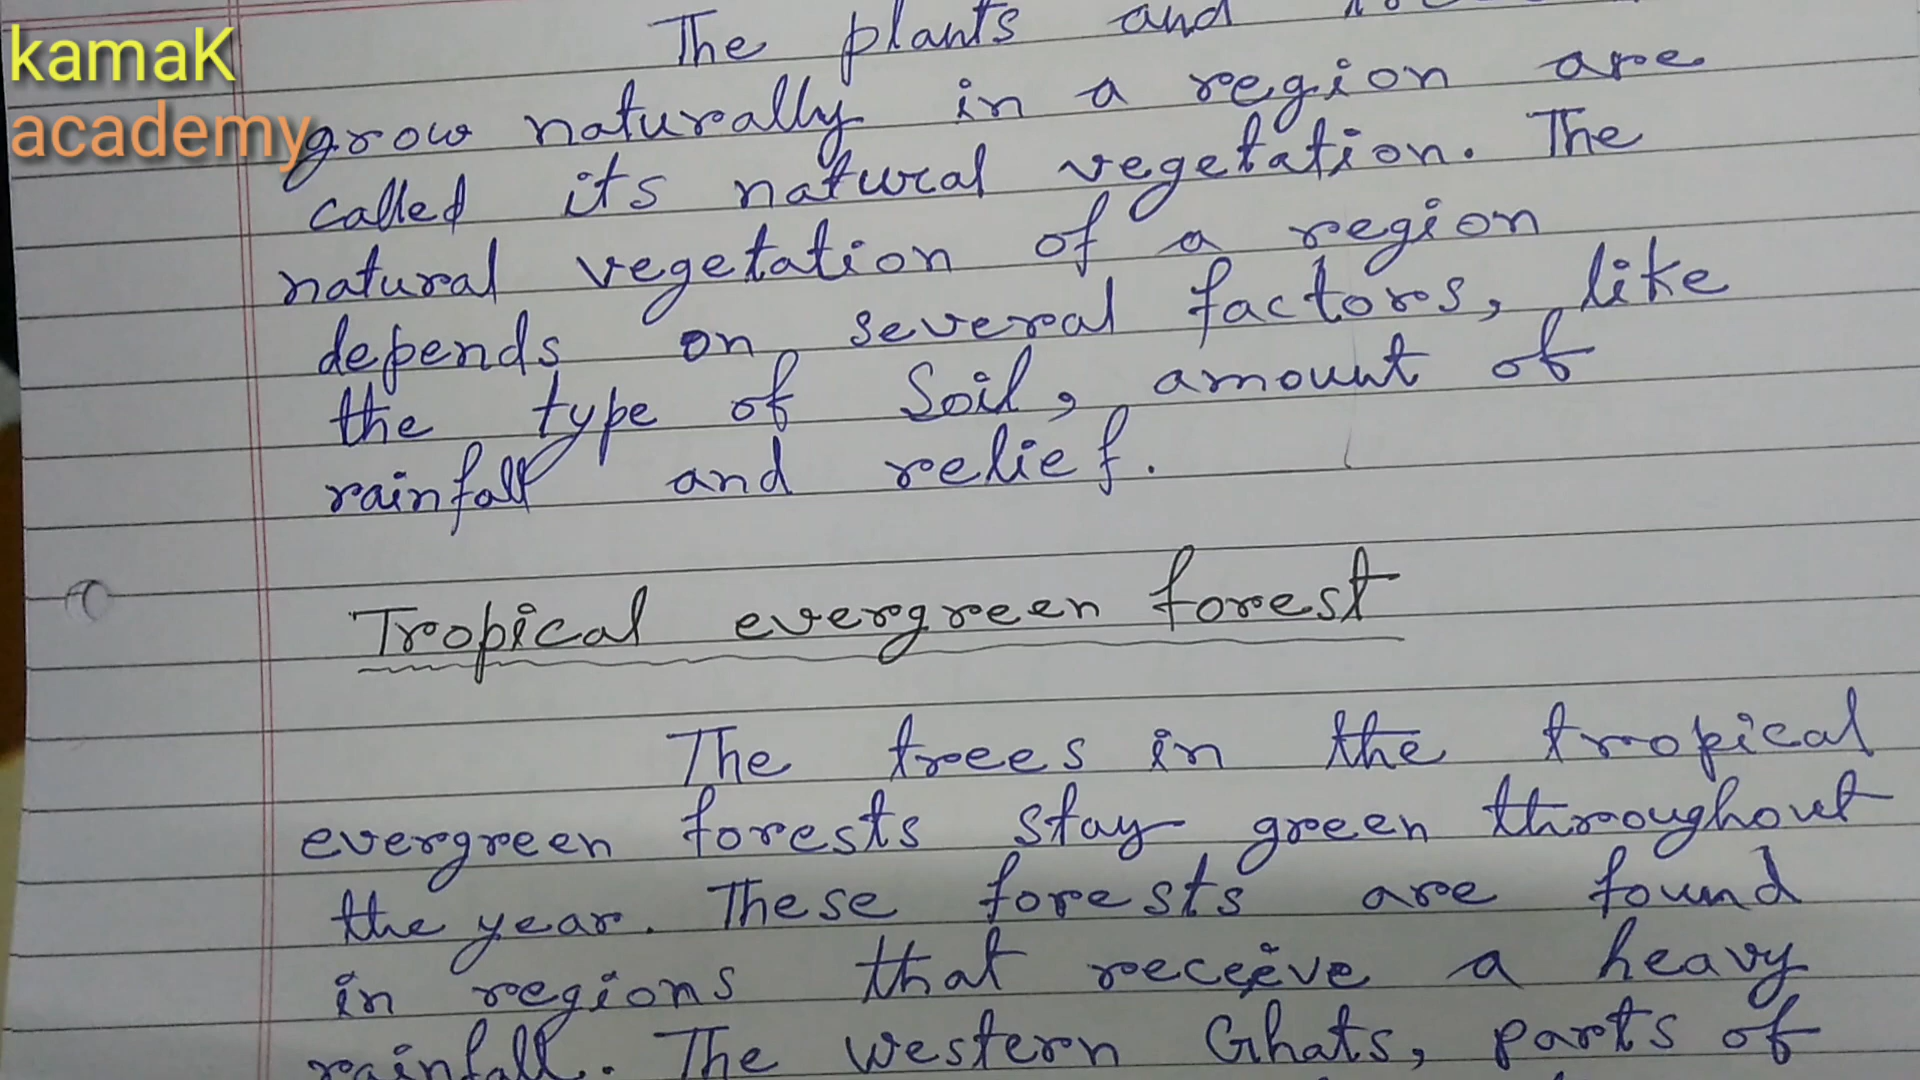 kamaK
academy
The plants and
grow naturally in a region are
called its natural vegetation. The
natural vegetation of a region
depends on several factors, like
the type of Soil, amount of
rainfall and relief.
Tropical evergreen forest
The trees in the tropical
evergreen forests stay green throughout
the year. These forests are found
in regions that receive a heavy
rainfall. The western Ghats, parts of